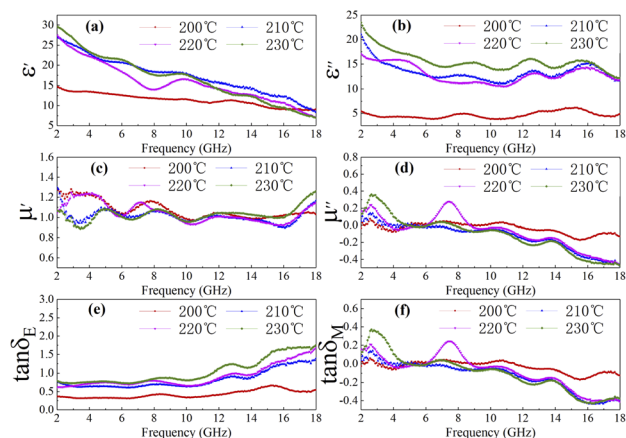 (a) 200℃ 210℃
220℃ 230℃
30
25
20
15
10
5
0
ε′
2 4 6 8 10 12 14 16 18
Frequency (GHz)
(b) 200℃ 210℃
220℃ 230℃
25
20
15
10
5
ε″
2 4 6 8 10 12 14 16 18
Frequency (GHz)
(c) 200℃ 210℃
220℃ 230℃
1.6
1.4
1.2
1.0
0.8
0.6
μ′
2 4 6 8 10 12 14 16 18
Frequency (GHz)
(d) 200℃ 210℃
220℃ 230℃
0.8
0.6
0.4
0.2
0.0
-0.2
-0.4
μ″
2 4 6 8 10 12 14 16 18
Frequency (GHz)
(e) 200℃ 210℃
220℃ 230℃
3.0
2.5
2.0
1.5
1.0
0.5
0.0
tanδE
2 4 6 8 10 12 14 16 18
Frequency (GHz)
(f) 200℃ 210℃
220℃ 230℃
0.6
0.4
0.2
0.0
-0.2
-0.4
tanδM
2 4 6 8 10 12 14 16 18
Frequency (GHz)